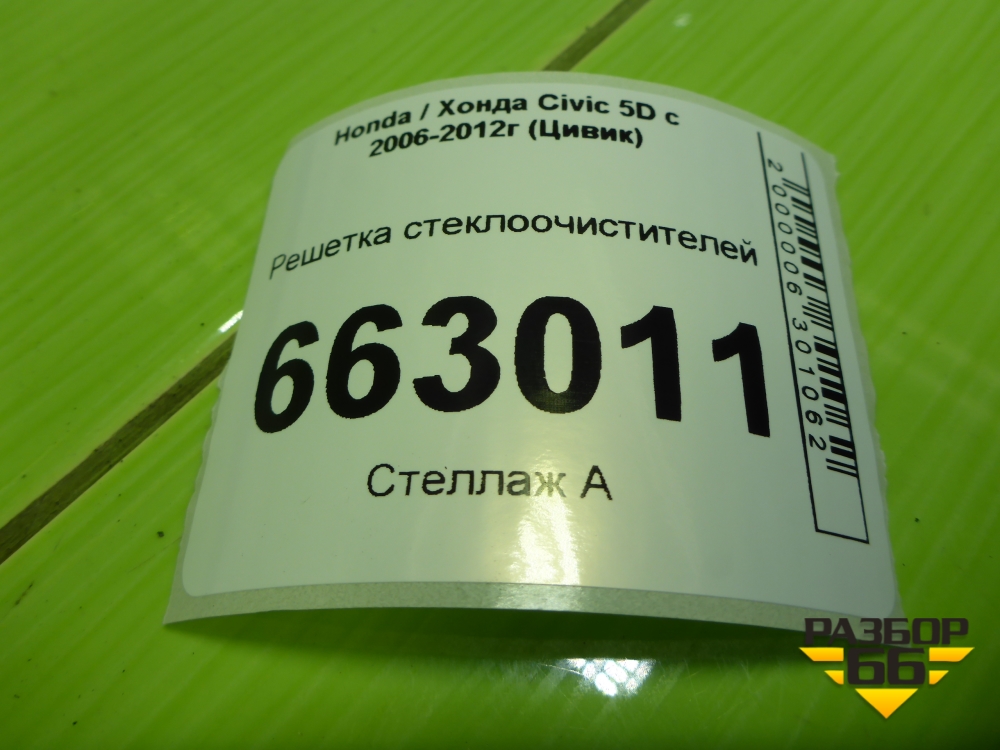 Honda / Хонда Civic 5D с
2006-2012г (Цивик)
Решетка стеклоочистителей
663011
Стеллаж А
2000006301062
РАЗБОР
66